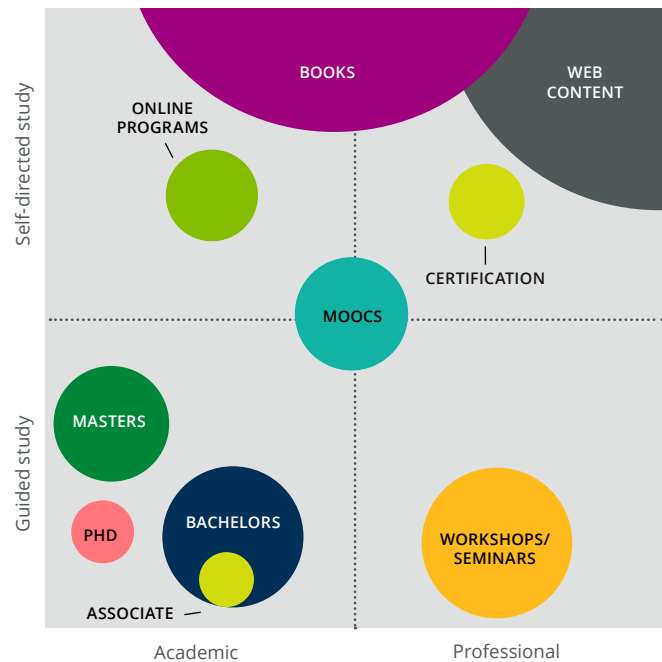 BOOKS
WEB
CONTENT
ONLINE
PROGRAMS
Self-directed study
CERTIFICATION
MOOCS
MASTERS
Guided study
PHD
BACHELORS
WORKSHOPS/
SEMINARS
ASSOCIATE
Academic
Professional